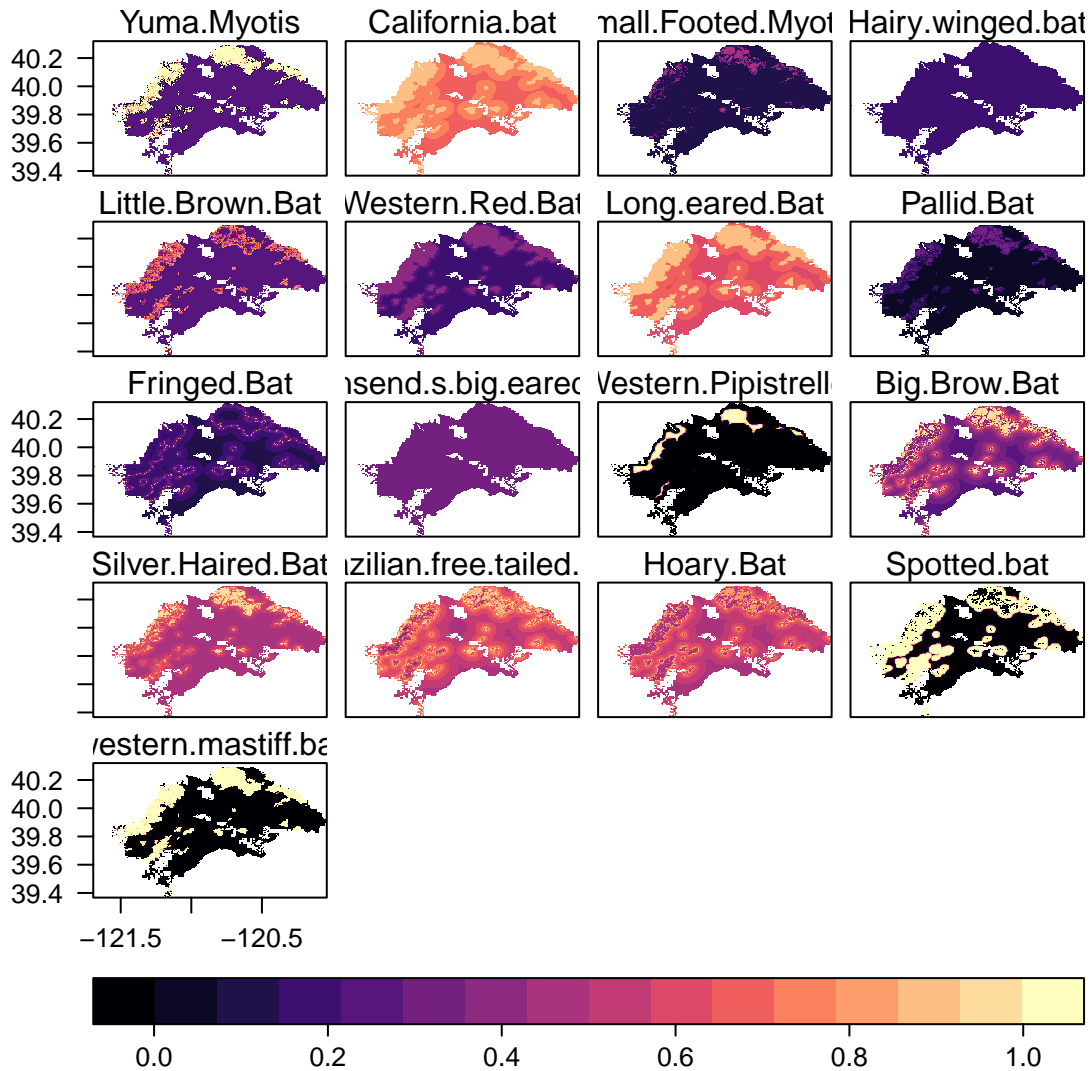 Yuma.Myotis California.bat mall.Footed.Myot Hairy.winged.bat
40.2
40.0
39.8
39.6
39.4
Little.Brown.Bat Western.Red.Bat Long.eared.Bat Pallid.Bat
Fringed.Bat nsend.s.big.eared Western.Pipistrelle Big.Brow.Bat
40.2
40.0
39.8
39.6
39.4
Silver.Haired.Bat azilian.free.tailed. Hoary.Bat Spotted.bat
western.mastiff.ba
40.2
40.0
39.8
39.6
39.4
−121.5 −120.5
0.0 0.2 0.4 0.6 0.8 1.0